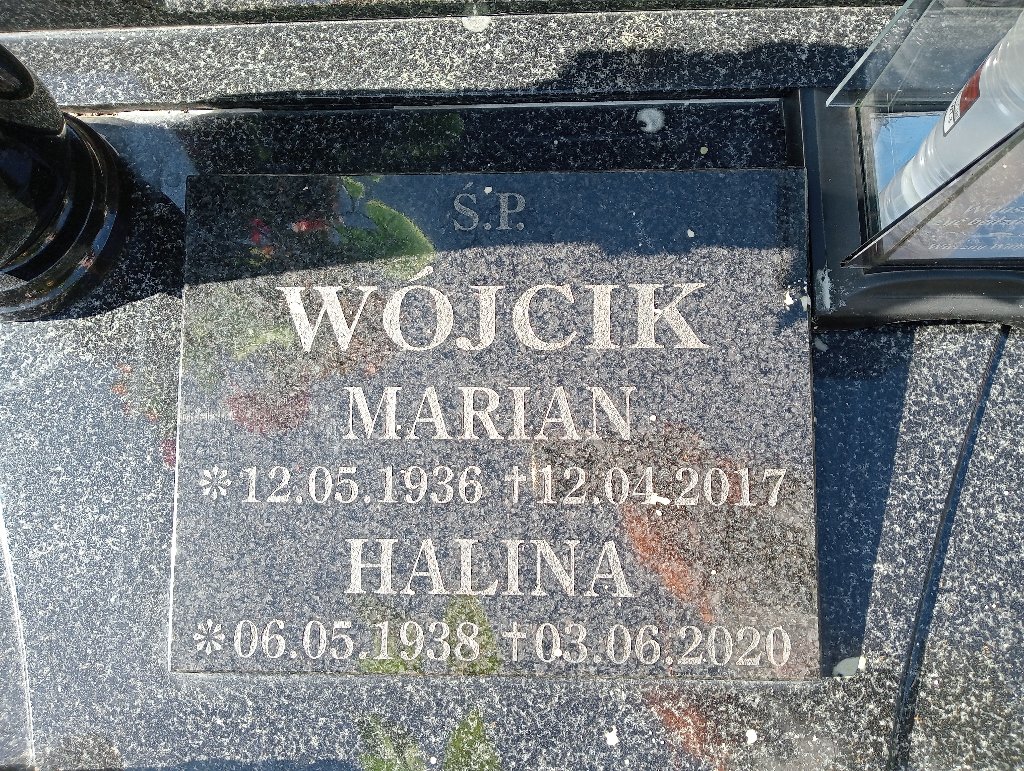 Ś.P.
WÓJCIK
MARIAN
* 12.05.1936 † 12.04.2017
HALINA
* 06.05.1938 † 03.06.2020